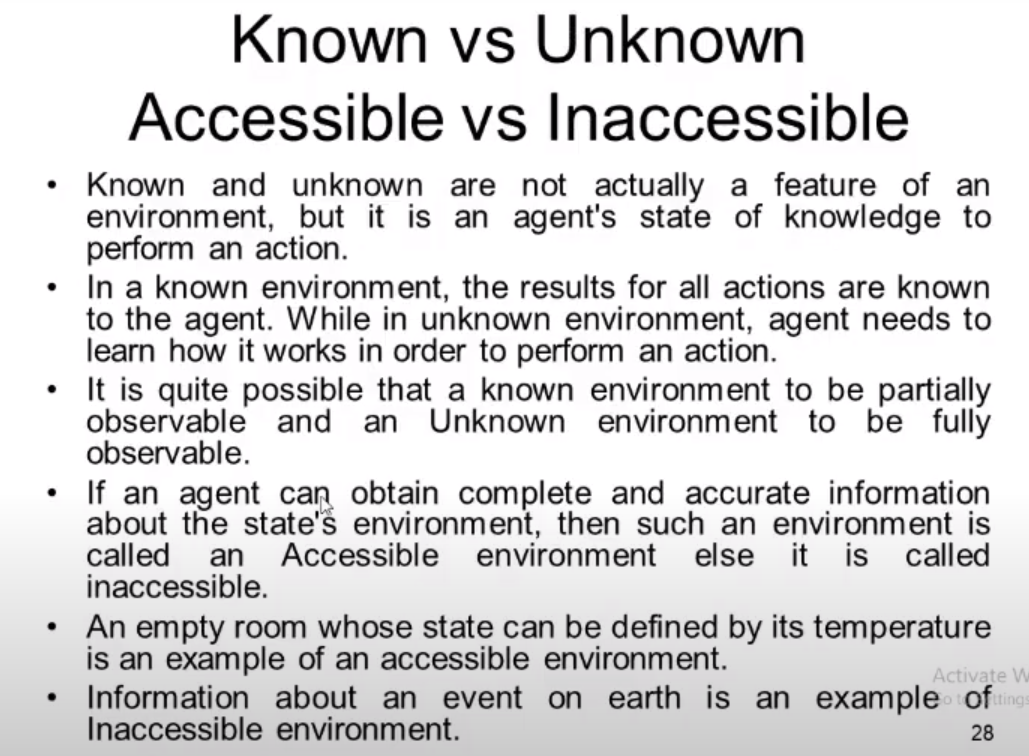 Known vs Unknown
Accessible vs Inaccessible
• Known and unknown are not actually a feature of an
environment, but it is an agent's state of knowledge to
perform an action.
• In a known environment, the results for all actions are known
to the agent. While in unknown environment, agent needs to
learn how it works in order to perform an action.
• It is quite possible that a known environment to be partially
observable and an Unknown environment to be fully
observable.
• If an agent can obtain complete and accurate information
about the state's environment, then such an environment is
called an Accessible environment else it is called
inaccessible.
• An empty room whose state can be defined by its temperature
is an example of an accessible environment.
• Information about an event on earth is an example of
Inaccessible environment.
Activate W
Go to Settings
28